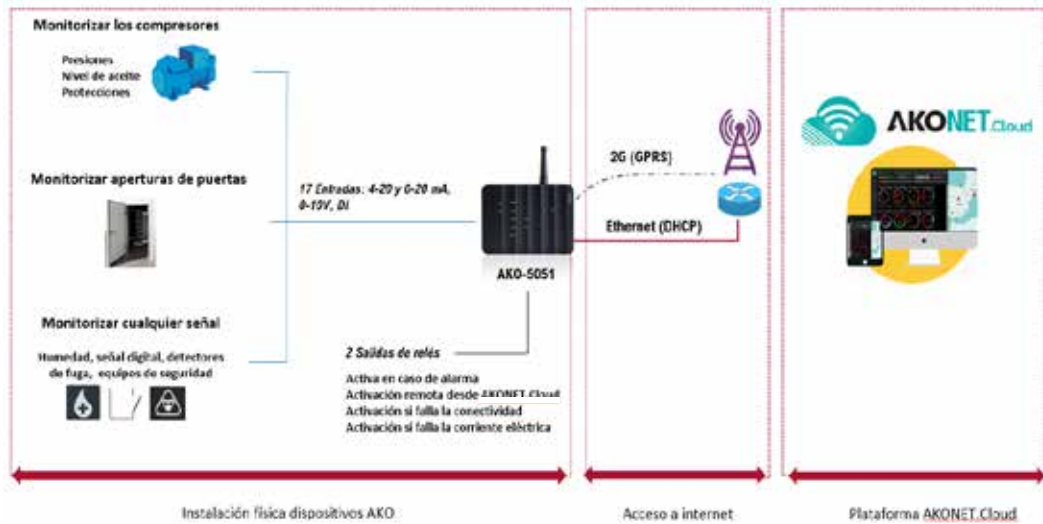 Monitorizar los compresores
Presiones
Nivel de aceite
Protecciones
Monitorizar aperturas de puertas
Monitorizar cualquier señal
Humedad, señal digital, detectores
de fuga, equipos de seguridad
17 Entradas: 4-20 y 0-20 mA,
0-10V, DI
AKO-5051
2 Salidas de relés
Activa en caso de alarma
Activación remota desde AKONET.Cloud
Activación si falla la conectividad
Activación si falla la corriente eléctrica
2G (GPRS)
Ethernet (DHCP)
AKONET.Cloud
Instalación física dispositivos AKO
Acceso a internet
Plataforma AKONET.Cloud